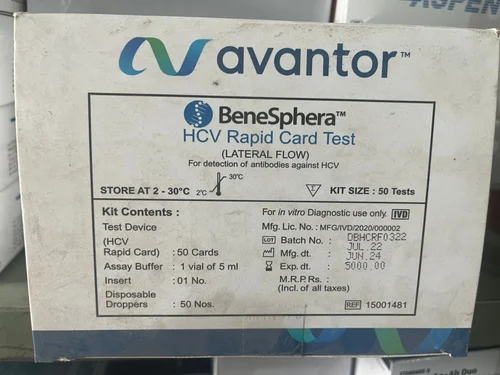 ASPEN
avantor™
BeneSphera™
HCV Rapid Card Test
(LATERAL FLOW)
For detection of antibodies against HCV
STORE AT 2 - 30°C 2°C 30°C KIT SIZE : 50 Tests
Kit Contents :
Test Device
(HCV
Rapid Card) : 50 Cards
Assay Buffer : 1 vial of 5 ml
Insert : 01 No.
Disposable
Droppers : 50 Nos.
For in vitro Diagnostic use only. IVD
Mfg. Lic. No. : MFG/IVD/2020/000002
LOT Batch No. : DBHCRF0322
Mfg. dt. : JUL.22
Exp. dt. : JUN.24
M.R.P. Rs. : 5000.00
(Incl. of all taxes)
REF 15001481